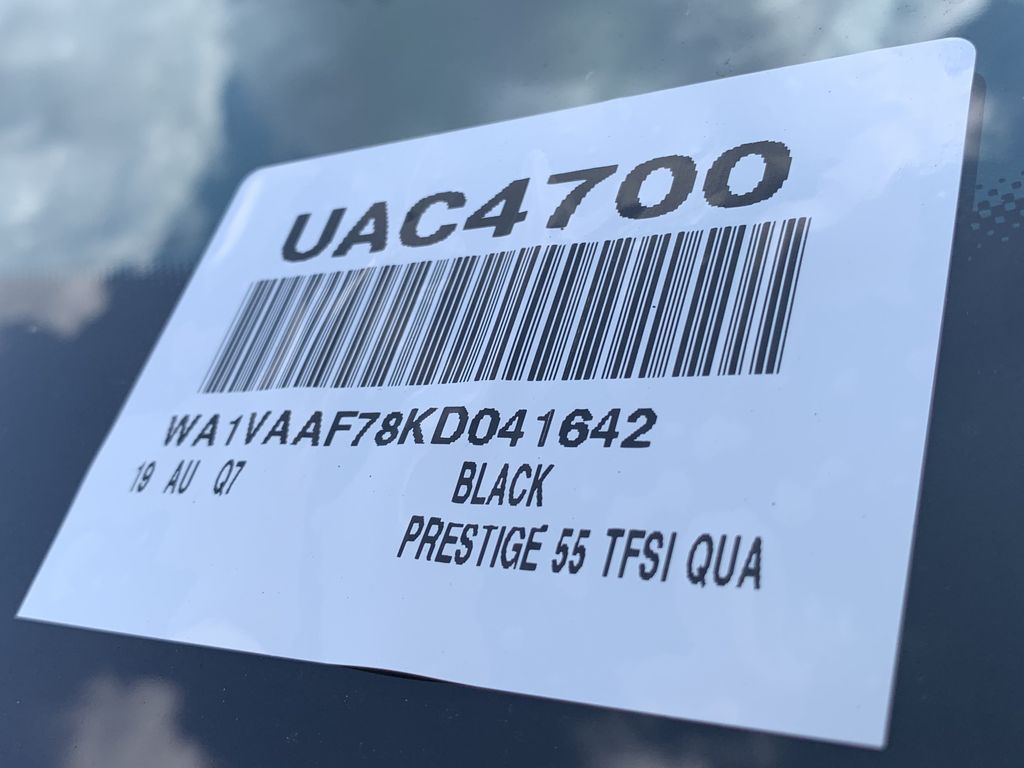 UAC4700
WA1VAAF78KD041642
19 AU Q7 BLACK
PRESTIGE 55 TFSI QUA